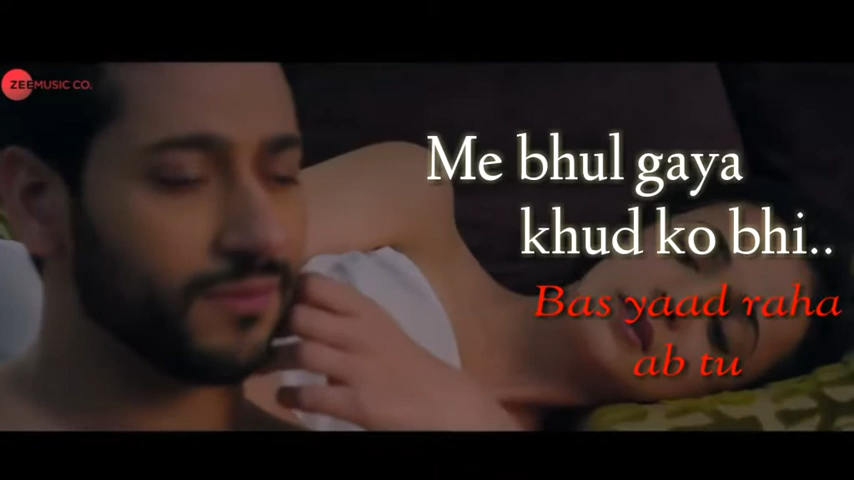 ZEEMUSIC CO.
Me bhul gaya
khud ko bhi..
Bas yaad raha
ab tu